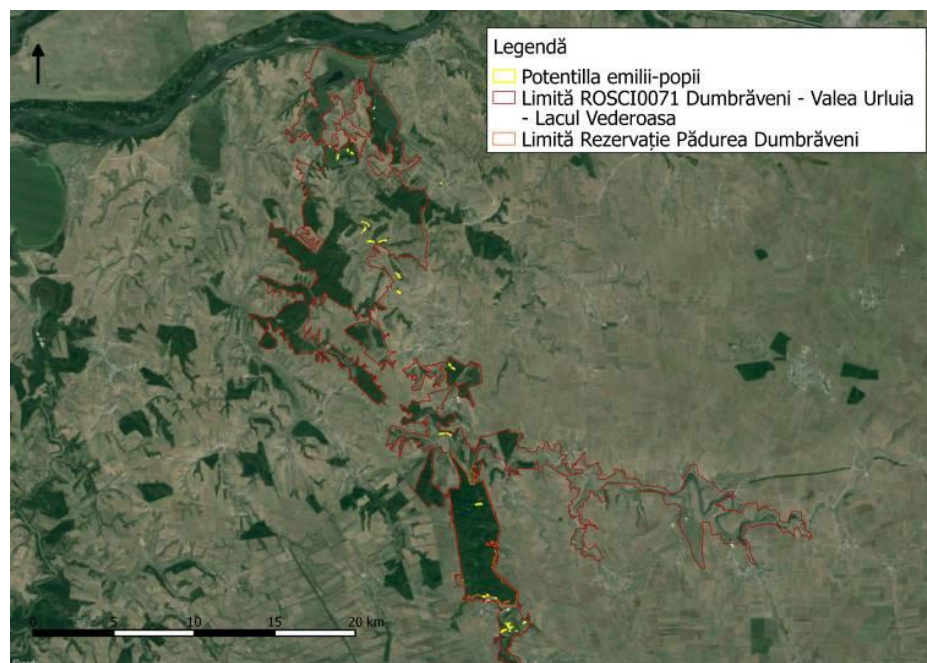 Legendă
Potentilla emilii-popii
Limită ROSCI0071 Dumbrăveni - Valea Urluia
- Lacul Vederoasa
Limită Rezervație Pădurea Dumbrăveni
0 5 10 15 20 km